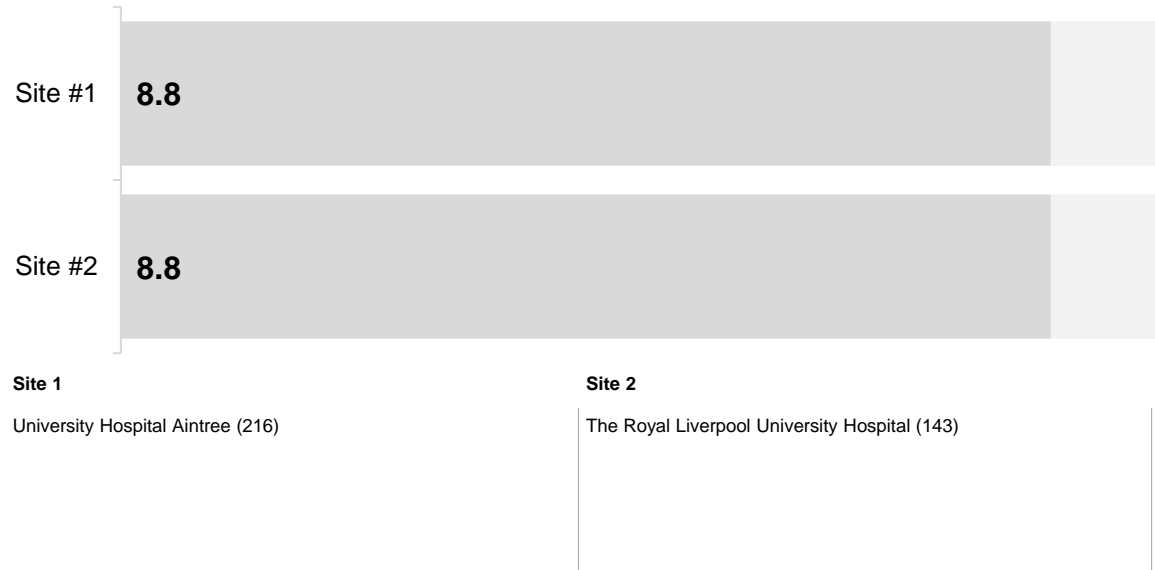 Site #1
8.8
Site #2
8.8
Site 1
Site 2
University Hospital Aintree (216)
The Royal Liverpool University Hospital (143)